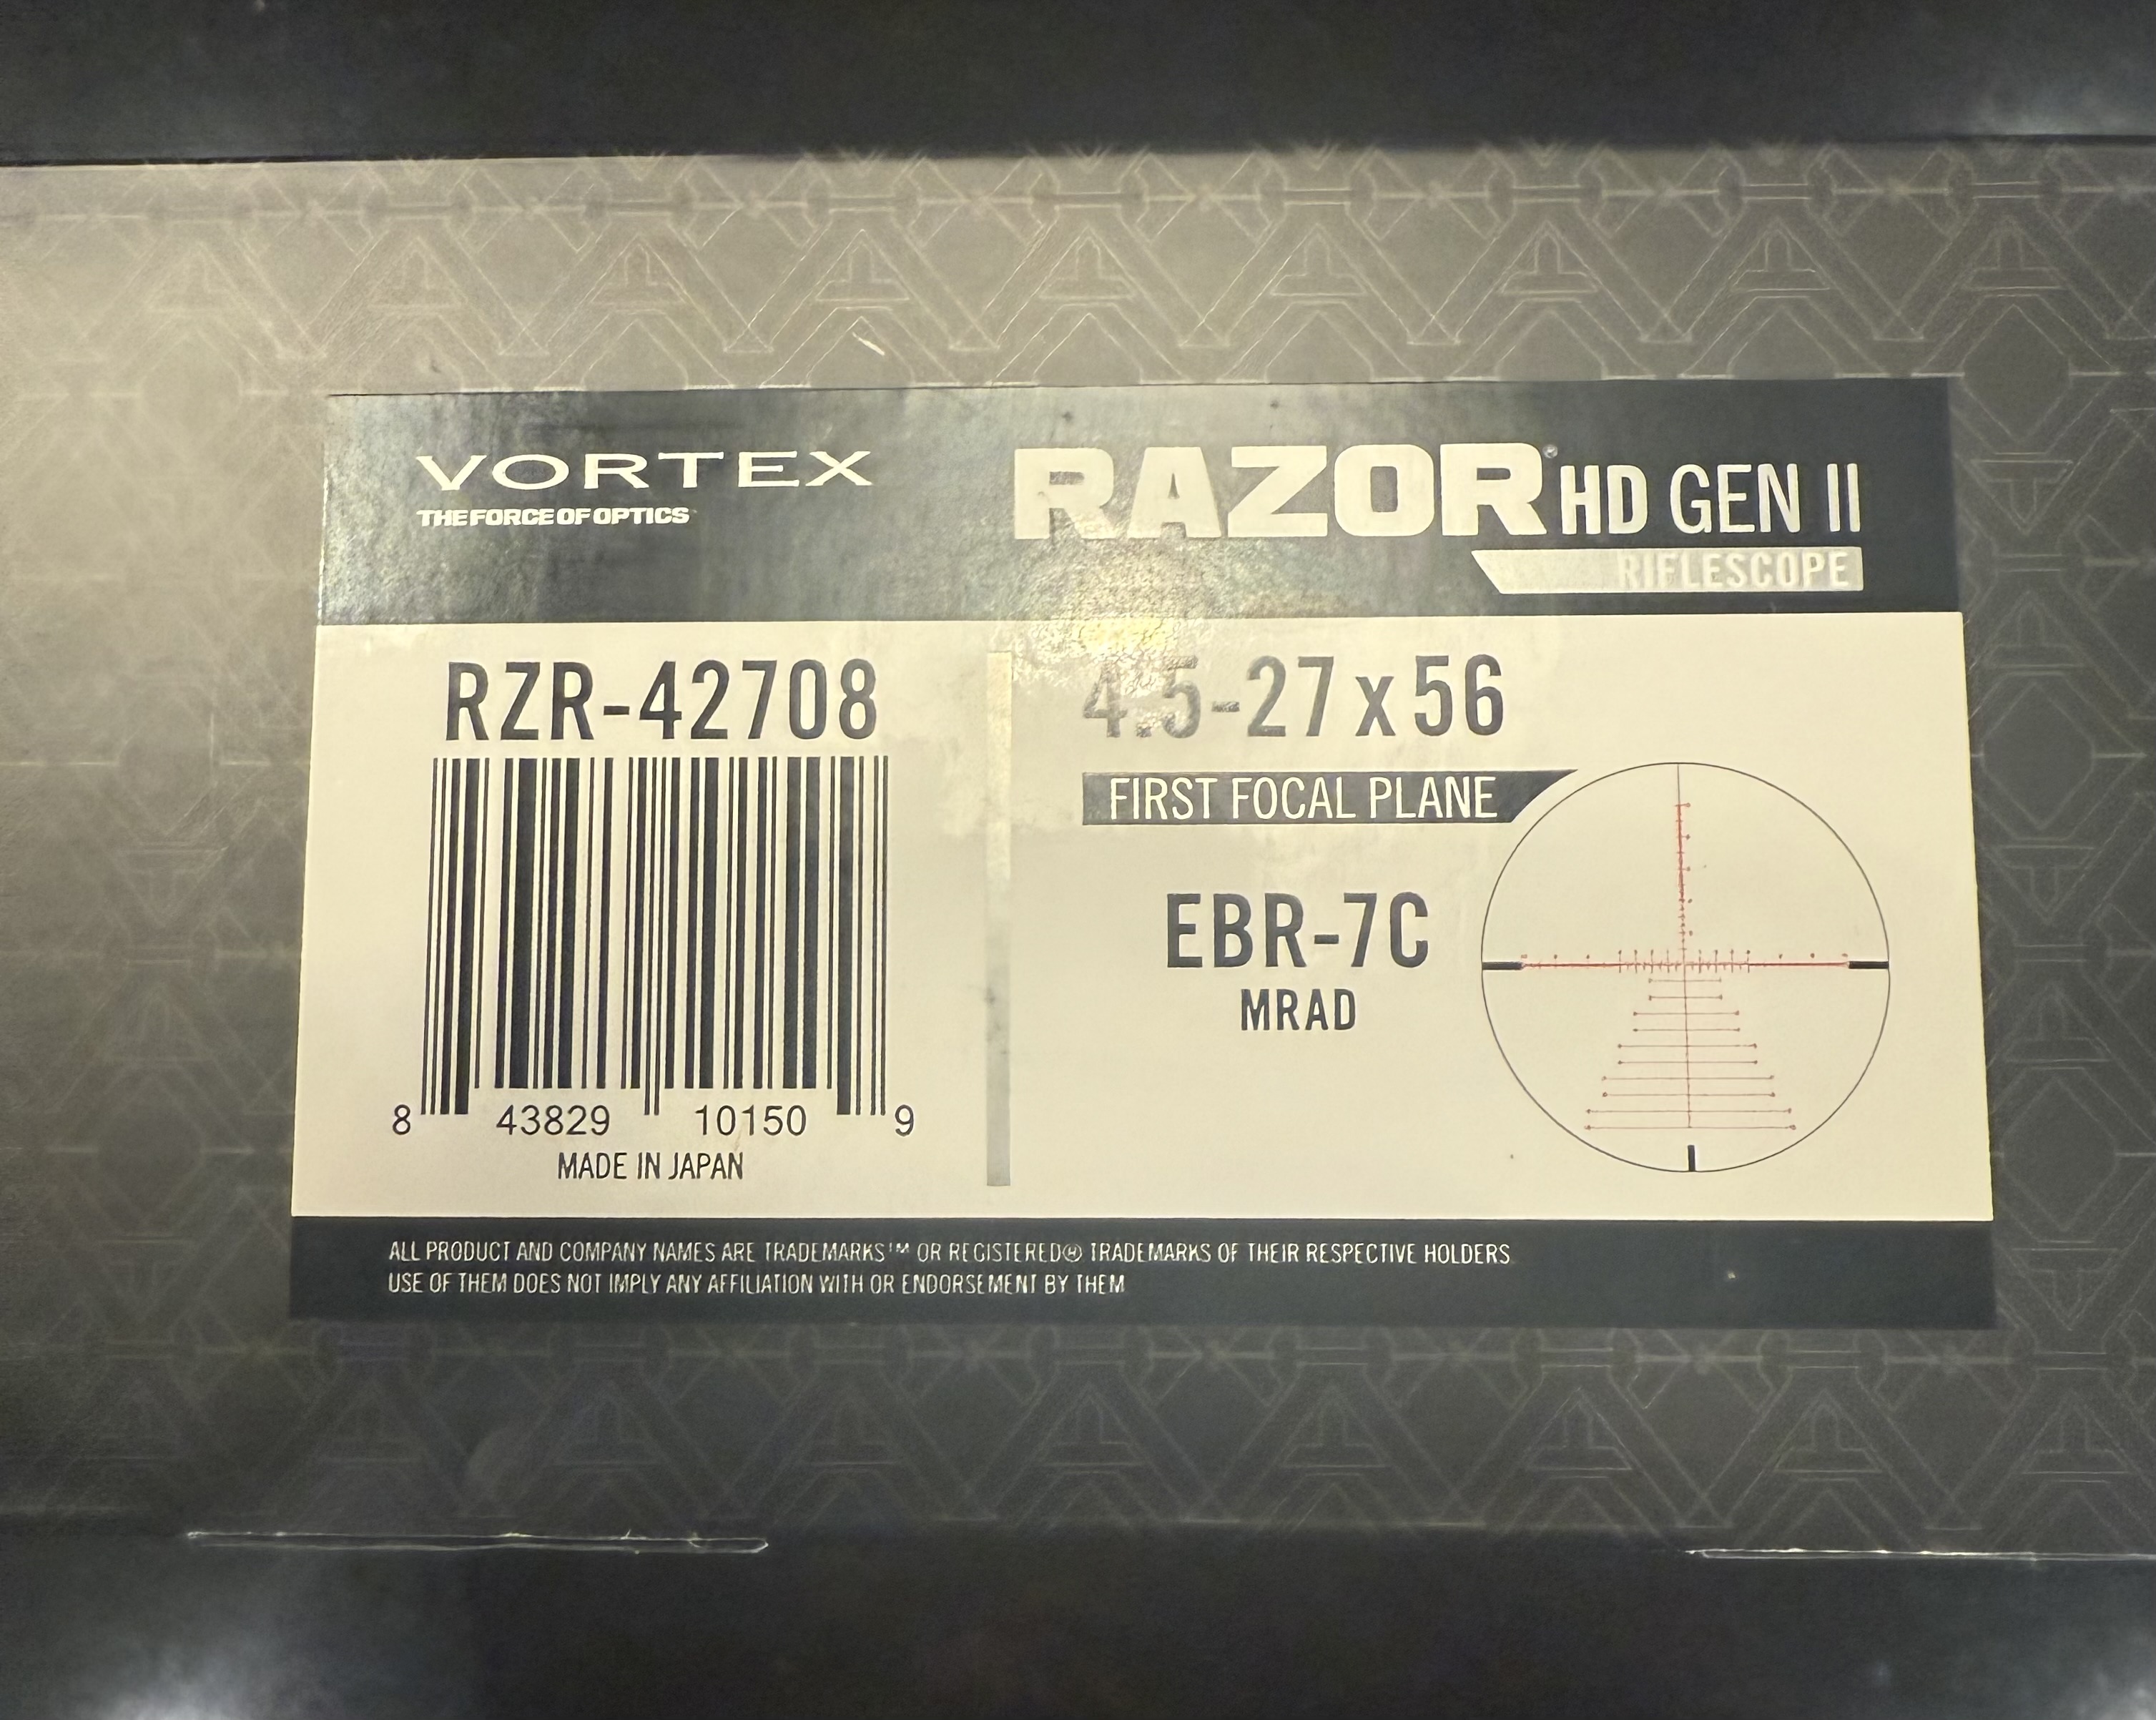 VORTEX
THE FORCE OF OPTICS
RAZOR® HD GEN II
RIFLESCOPE
RZR-42708
8 43829 10150 9
MADE IN JAPAN
4.5-27x56
FIRST FOCAL PLANE
EBR-7C
MRAD
ALL PRODUCT AND COMPANY NAMES ARE TRADEMARKS™ OR REGISTERED® TRADEMARKS OF THEIR RESPECTIVE HOLDERS
USE OF THEM DOES NOT IMPLY ANY AFFILIATION WITH OR ENDORSEMENT BY THEM